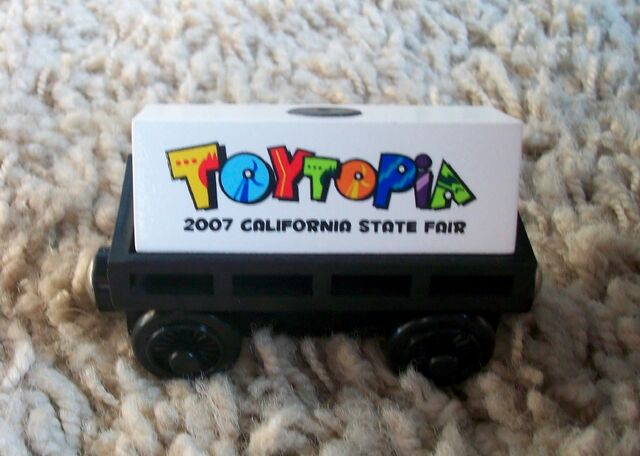 TOYTOPiA
2007 CALIFORNIA STATE FAIR